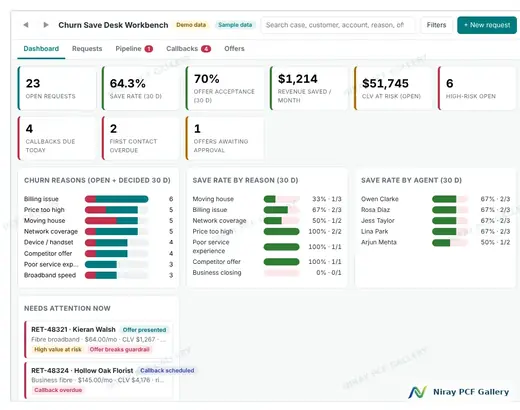 Churn Save Desk Workbench
Demo data
Sample data
Search case, customer, account, reason, of
Filters
+ New request
Dashboard
Requests
Pipeline 1
Callbacks 4
Offers
23
OPEN REQUESTS
64.3%
SAVE RATE (30 D)
70%
OFFER ACCEPTANCE
(30 D)
$1,214
REVENUE SAVED /
MONTH
$51,745
CLV AT RISK (OPEN)
6
HIGH-RISK OPEN
4
CALLBACKS DUE
TODAY
2
FIRST CONTACT
OVERDUE
1
OFFERS AWAITING
APPROVAL
CHURN REASONS (OPEN + DECIDED 30 D)
Billing issue 6
Price too high 5
Moving house 5
Network coverage 5
Device / handset 4
Competitor offer 4
Poor service exp... 3
Broadband speed 3
SAVE RATE BY REASON (30 D)
Moving house 33% · 1/3
Billing issue 67% · 2/3
Network coverage 50% · 1/2
Price too high 100% · 2/2
Poor service
experience 100% · 1/1
Competitor offer 100% · 1/1
Business closing 0% · 0/1
SAVE RATE BY AGENT (30 D)
Owen Clarke 67% · 2/3
Rosa Diaz 67% · 2/3
Jess Taylor 67% · 2/3
Lina Park 67% · 2/3
Arjun Mehta 50% · 1/2
NEEDS ATTENTION NOW
RET-48321 · Kieran Walsh Offer presented
Fibre broadband · $64.00/mo · CLV $1,267 · ...
High value at risk Offer breaks guardrail
RET-48324 · Hollow Oak Florist Callback scheduled
Business fibre · $145.00/mo · CLV $4,176 · ri...
Callback overdue
Niray PCF Gallery